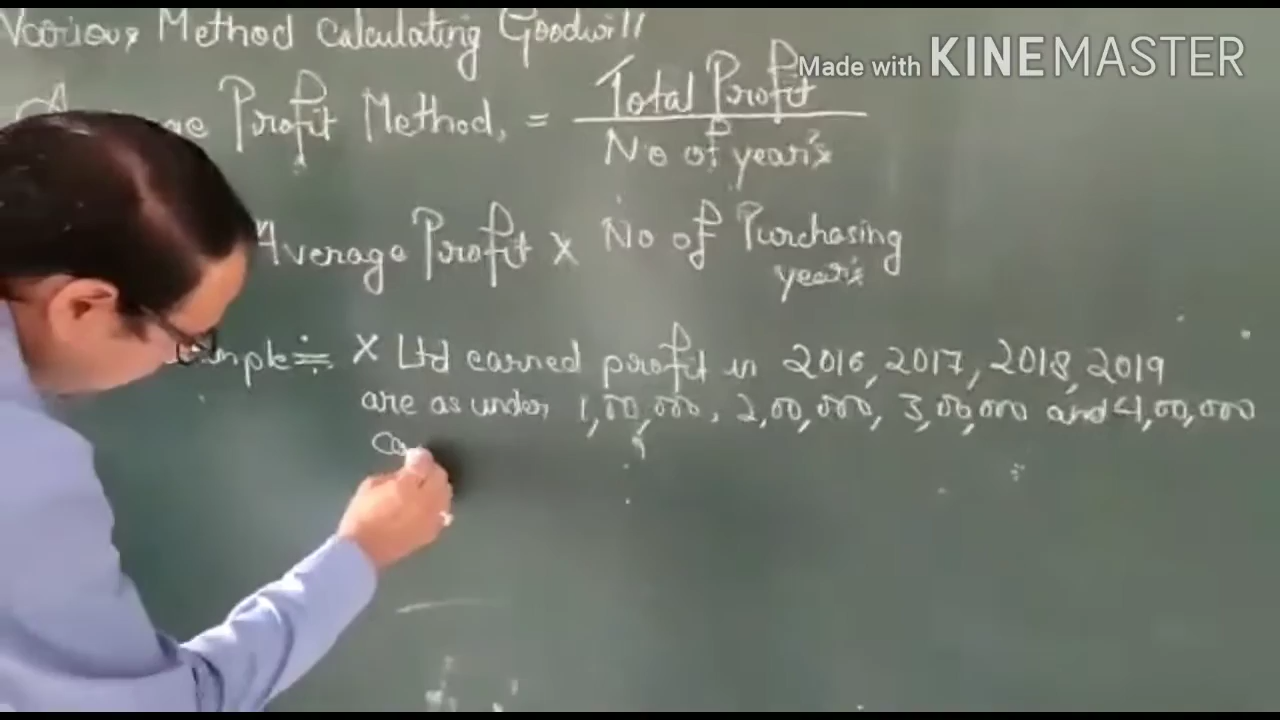 Various Method Calculating Goodwill
Made with KINEMASTER
Profit Method, = Total Profit
No of year's
Average Profit × No of Purchasing
year's
X Ltd earned profit in 2016, 2017, 2018, 2019
are as under, 1,00,000, 2,00,000, 3,00,000 and 4,00,000